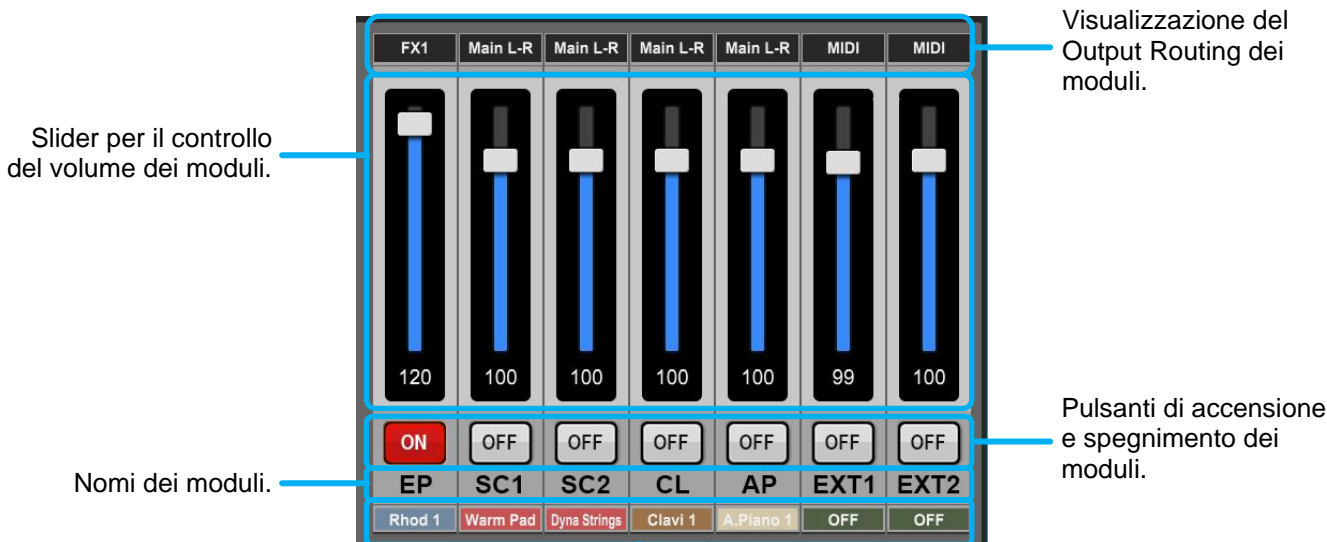 Visualizzazione del
Output Routing dei
moduli.
FX1 Main L-R Main L-R Main L-R Main L-R MIDI MIDI
Slider per il controllo
del volume dei moduli.
120 100 100 100 100 99 100
Pulsanti di accensione
e spegnimento dei
moduli.
ON OFF OFF OFF OFF OFF OFF
Nomi dei moduli.
EP SC1 SC2 CL AP EXT1 EXT2
Rhod 1 Warm Pad Dyna Strings Clavi 1 A.Piano 1 OFF OFF